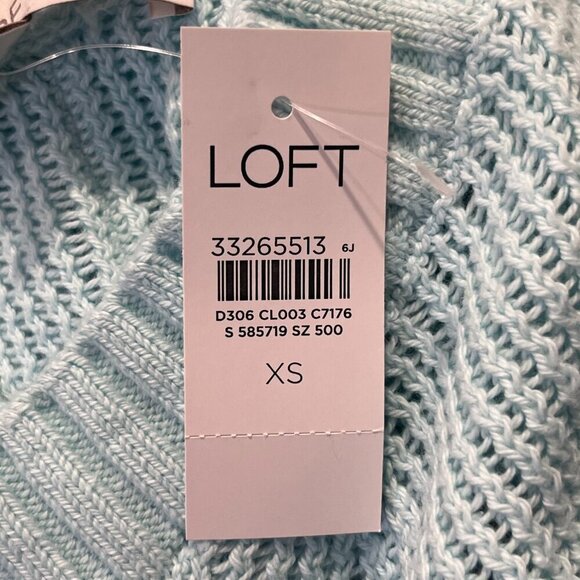 LOFT
33265513 6J
D306 CL003 C7176
S 585719 SZ 500
XS